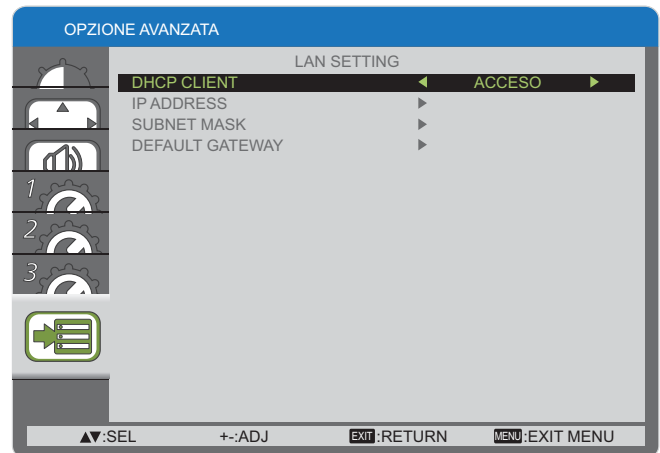 OPZIONE AVANZATA
LAN SETTING
DHCP CLIENT ACCESO
IP ADDRESS
SUBNET MASK
DEFAULT GATEWAY
1
2
3
▲▼:SEL +-:ADJ EXIT:RETURN MENU:EXIT MENU